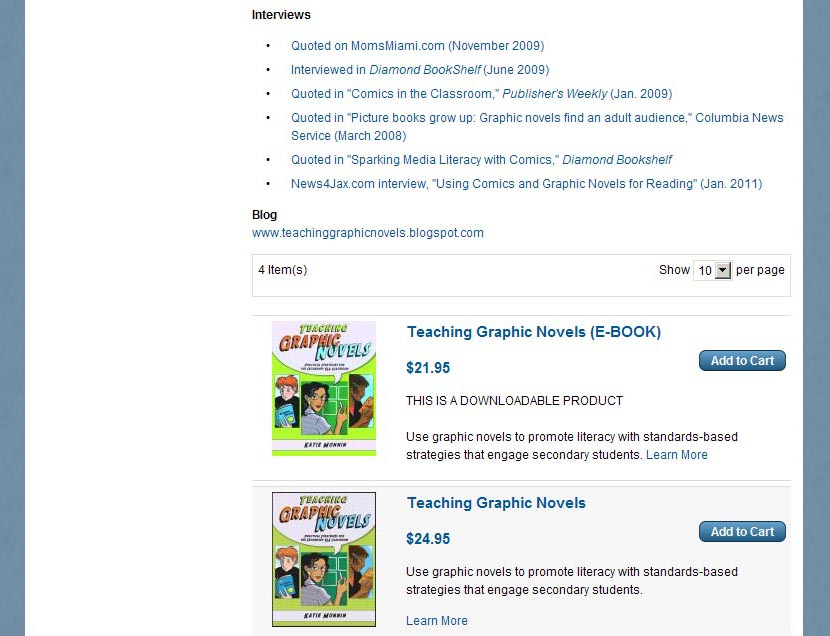 Interviews
• Quoted on MomsMiami.com (November 2009)
• Interviewed in Diamond BookShelf (June 2009)
• Quoted in "Comics in the Classroom," Publisher's Weekly (Jan. 2009)
• Quoted in "Picture books grow up: Graphic novels find an adult audience," Columbia News
Service (March 2008)
• Quoted in "Sparking Media Literacy with Comics," Diamond Bookshelf
• News4Jax.com interview, "Using Comics and Graphic Novels for Reading" (Jan. 2011)
Blog
www.teachinggraphicnovels.blogspot.com
4 Item(s)
Show 10 per page
TEACHING
GRAPHIC
NOVELS
PRACTICAL STRATEGIES FOR
THE SECONDARY ELA CLASSROOM
KATIE MONNIN
Teaching Graphic Novels (E-BOOK)
Add to Cart
$21.95
THIS IS A DOWNLOADABLE PRODUCT
Use graphic novels to promote literacy with standards-based
strategies that engage secondary students. Learn More
TEACHING
GRAPHIC
NOVELS
PRACTICAL STRATEGIES FOR
THE SECONDARY ELA CLASSROOM
KATIE MONNIN
Teaching Graphic Novels
Add to Cart
$24.95
Use graphic novels to promote literacy with standards-based
strategies that engage secondary students.
Learn More